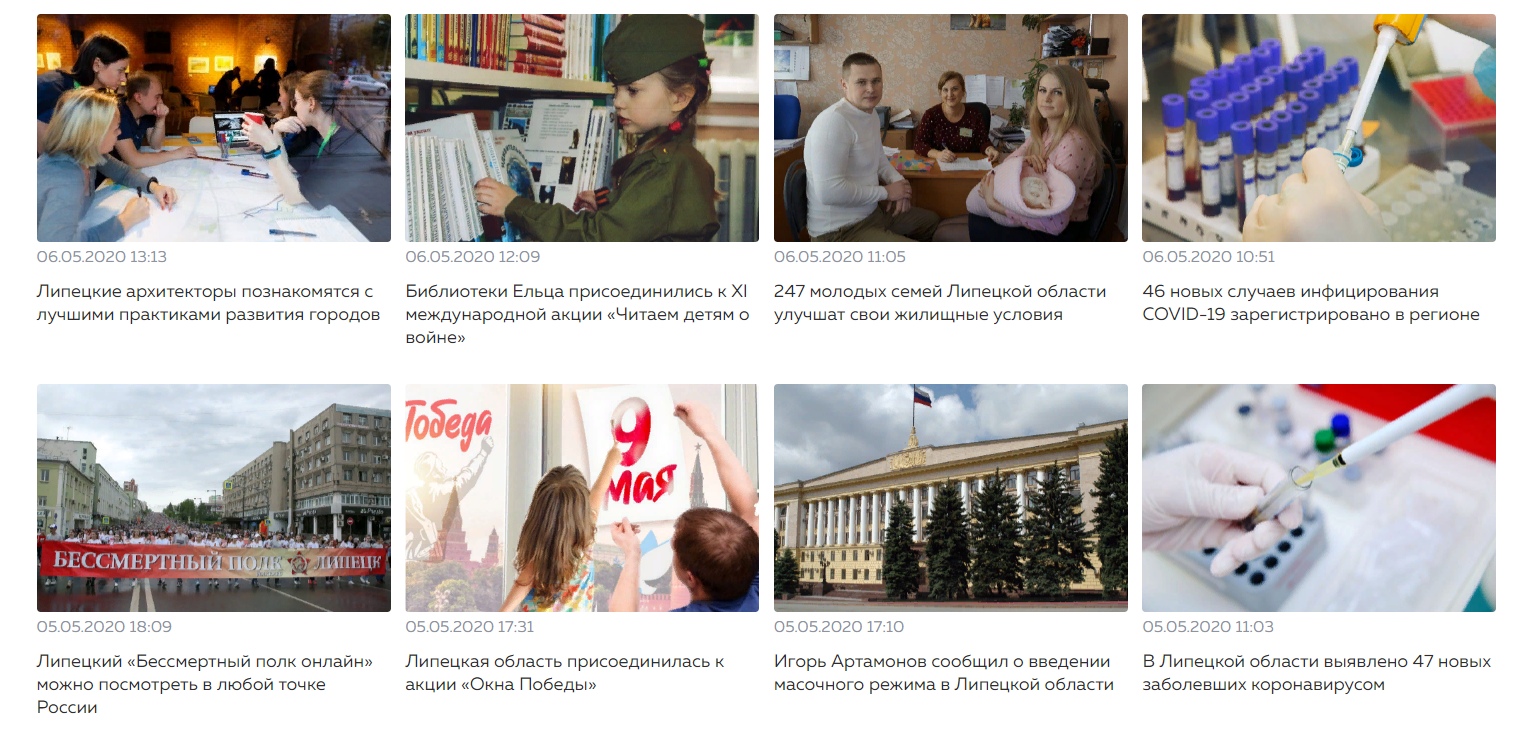 06.05.2020 13:13
Липецкие архитекторы познакомятся с
лучшими практиками развития городов
06.05.2020 12:09
Библиотеки Ельца присоединились к XI
международной акции «Читаем детям о
войне»
06.05.2020 11:05
247 молодых семей Липецкой области
улучшат свои жилищные условия
06.05.2020 10:51
46 новых случаев инфицирования
COVID-19 зарегистрировано в регионе
БЕССМЕРТНЫЙ ПОЛК ЛИПЕЦК
05.05.2020 18:09
Липецкий «Бессмертный полк онлайн»
можно посмотреть в любой точке
России
Победа
9
мая
05.05.2020 17:31
Липецкая область присоединилась к
акции «Окна Победы»
05.05.2020 17:10
Игорь Артамонов сообщил о введении
масочного режима в Липецкой области
05.05.2020 11:03
В Липецкой области выявлено 47 новых
заболевших коронавирусом